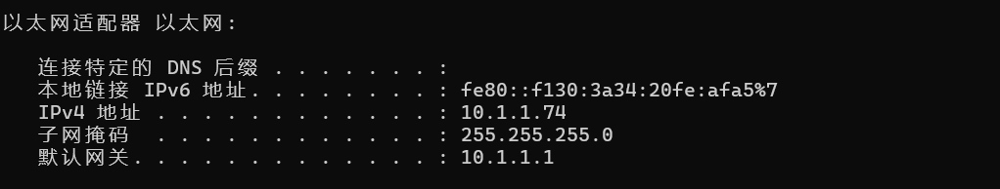 以太网适配器 以太网:
连接特定的 DNS 后缀 . . . . . . . :
本地链接 IPv6 地址. . . . . . . . : fe80::f130:3a34:20fe:afa5%7
IPv4 地址 . . . . . . . . . . . . : 10.1.1.74
子网掩码  . . . . . . . . . . . . : 255.255.255.0
默认网关. . . . . . . . . . . . . : 10.1.1.1